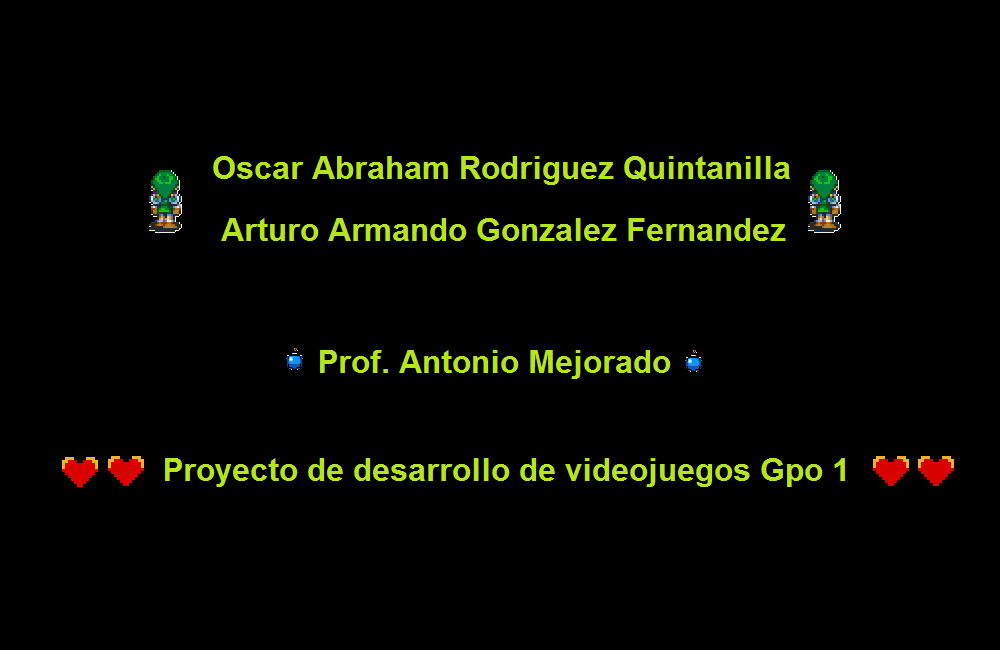 Oscar Abraham Rodriguez Quintanilla
Arturo Armando Gonzalez Fernandez
Prof. Antonio Mejorado
Proyecto de desarrollo de videojuegos Gpo 1